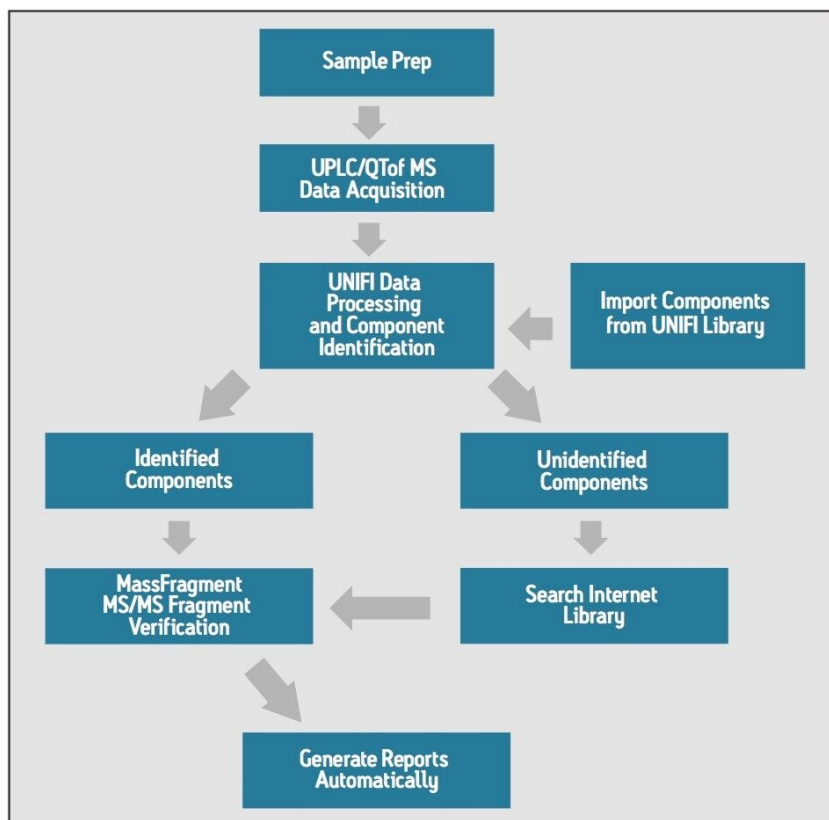 Sample Prep
UPLC/QTof MS
Data Acquisition
UNIFI Data
Processing
and Component
Identification
Import Components
from UNIFI Library
Identified
Components
Unidentified
Components
MassFragment
MS/MS Fragment
Verification
Search Internet
Library
Generate Reports
Automatically